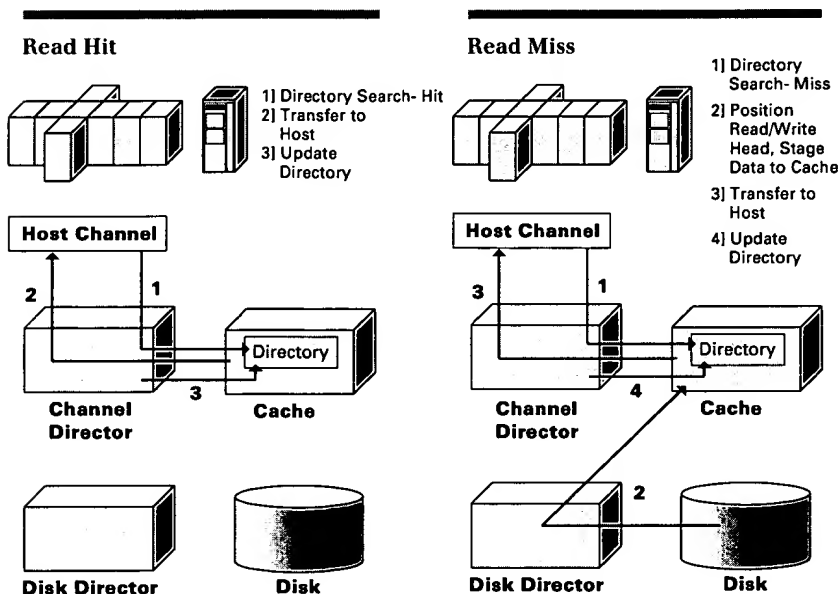 Read Hit
1] Directory Search- Hit
2] Transfer to
Host
3] Update
Directory
Host Channel
2
1
Directory
3
Channel
Director
Cache
Disk Director
Disk
Read Miss
1] Directory
Search- Miss
2] Position
Read/Write
Head, Stage
Data to Cache
3] Transfer to
Host
4] Update
Directory
Host Channel
3
1
Directory
4
Channel
Director
Cache
2
Disk Director
Disk